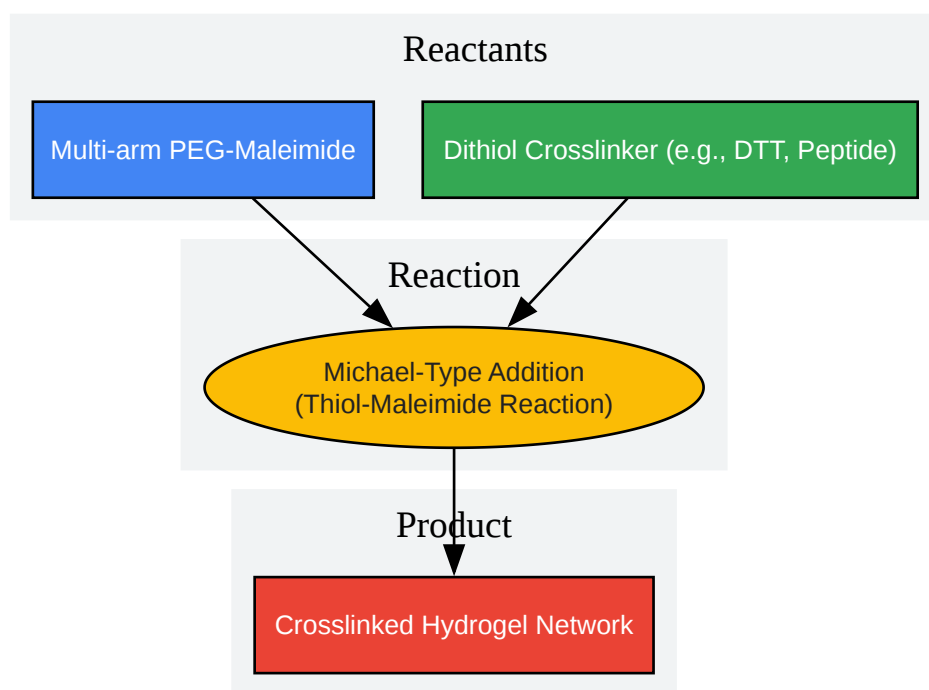 Reactants
Multi-arm PEG-Maleimide
Dithiol Crosslinker (e.g., DTT, Peptide)
Reaction
Michael-Type Addition
(Thiol-Maleimide Reaction)
Product
Crosslinked Hydrogel Network